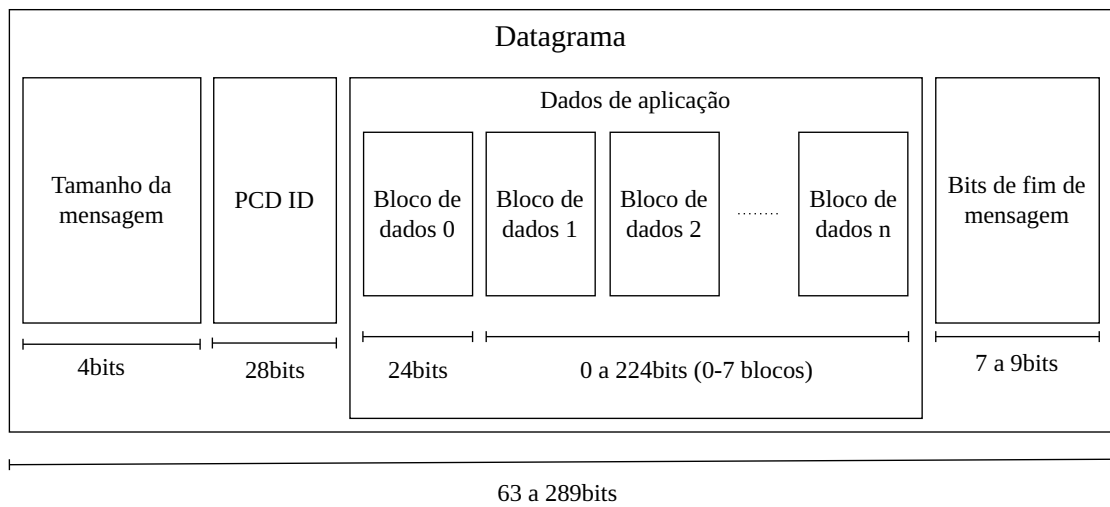 Datagrama
Dados de aplicação
Tamanho da
mensagem
PCD ID
Bloco de
dados 0
Bloco de
dados 1
Bloco de
dados 2
........
Bloco de
dados n
Bits de fim de
mensagem
4bits
28bits
24bits
0 a 224bits (0-7 blocos)
7 a 9bits
63 a 289bits